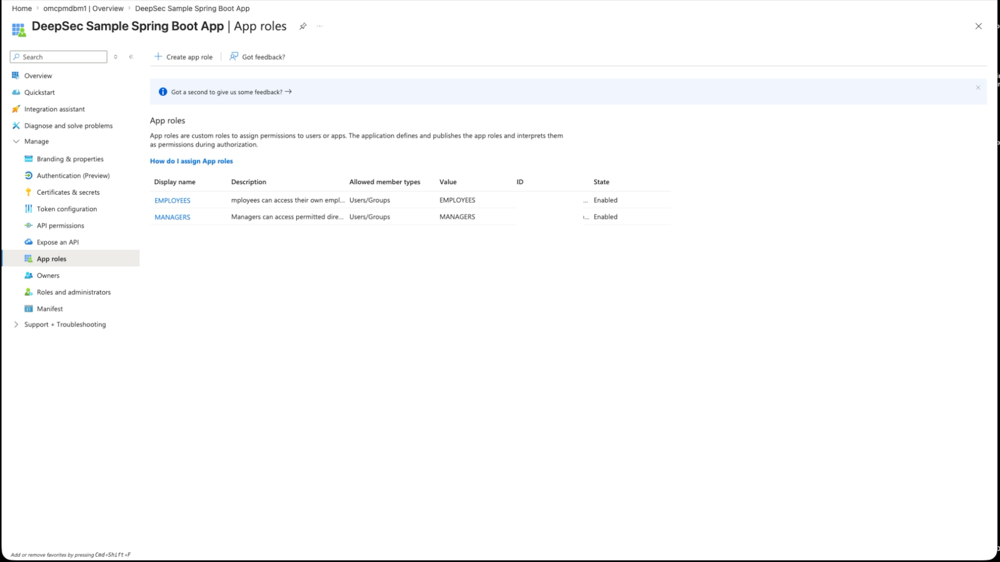 Home > omcpmdbm1 | Overview > DeepSec Sample Spring Boot App
DeepSec Sample Spring Boot App | App roles
Search
Create app role
Got feedback?
Overview
Quickstart
Integration assistant
Diagnose and solve problems
Manage
Branding & properties
Authentication (Preview)
Certificates & secrets
Token configuration
API permissions
Expose an API
App roles
Owners
Roles and administrators
Manifest
Support + Troubleshooting
Got a second to give us some feedback? →
App roles
App roles are custom roles to assign permissions to users or apps. The application defines and publishes the app roles and interprets them
as permissions during authorization.
How do I assign App roles
Display name Description Allowed member types Value ID State
EMPLOYEES mployees can access their own empl... Users/Groups EMPLOYEES ... Enabled
MANAGERS Managers can access permitted dire... Users/Groups MANAGERS ... Enabled
Add or remove favorites by pressing Cmd+Shift+F